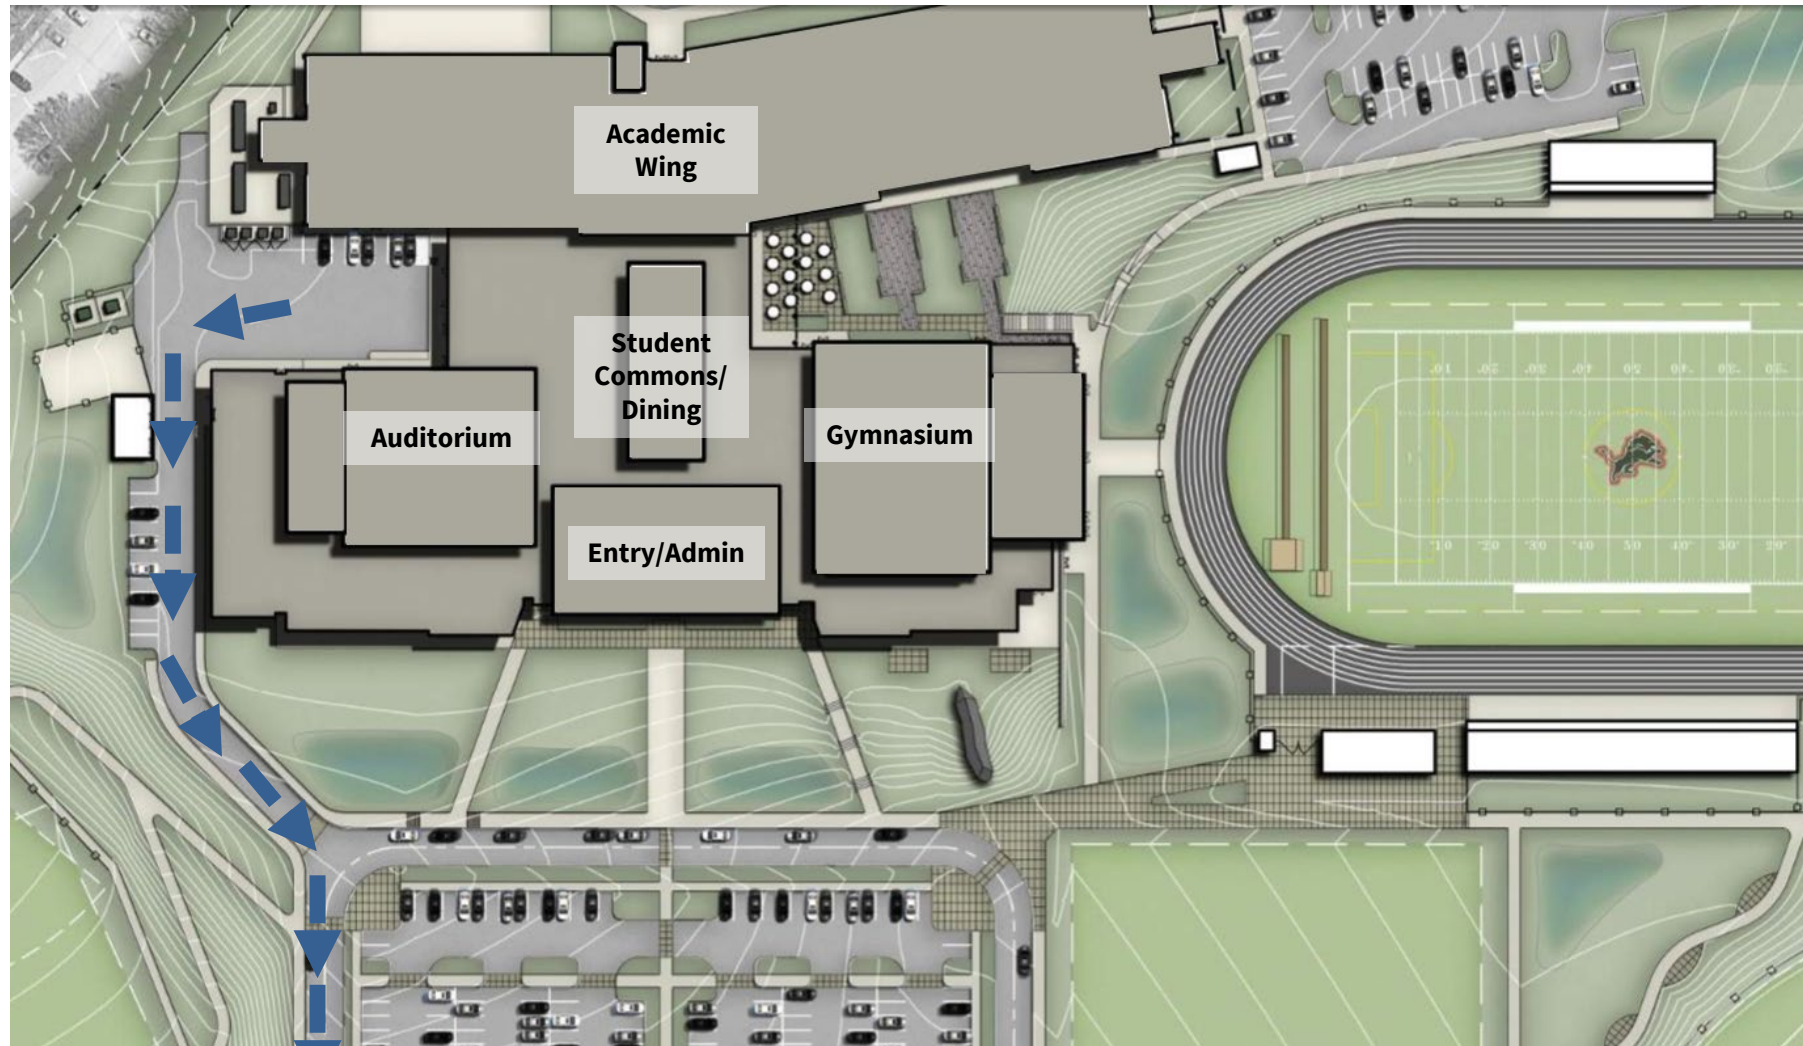 Academic
Wing
Student
Commons/
Dining
Auditorium
Gymnasium
Entry/Admin